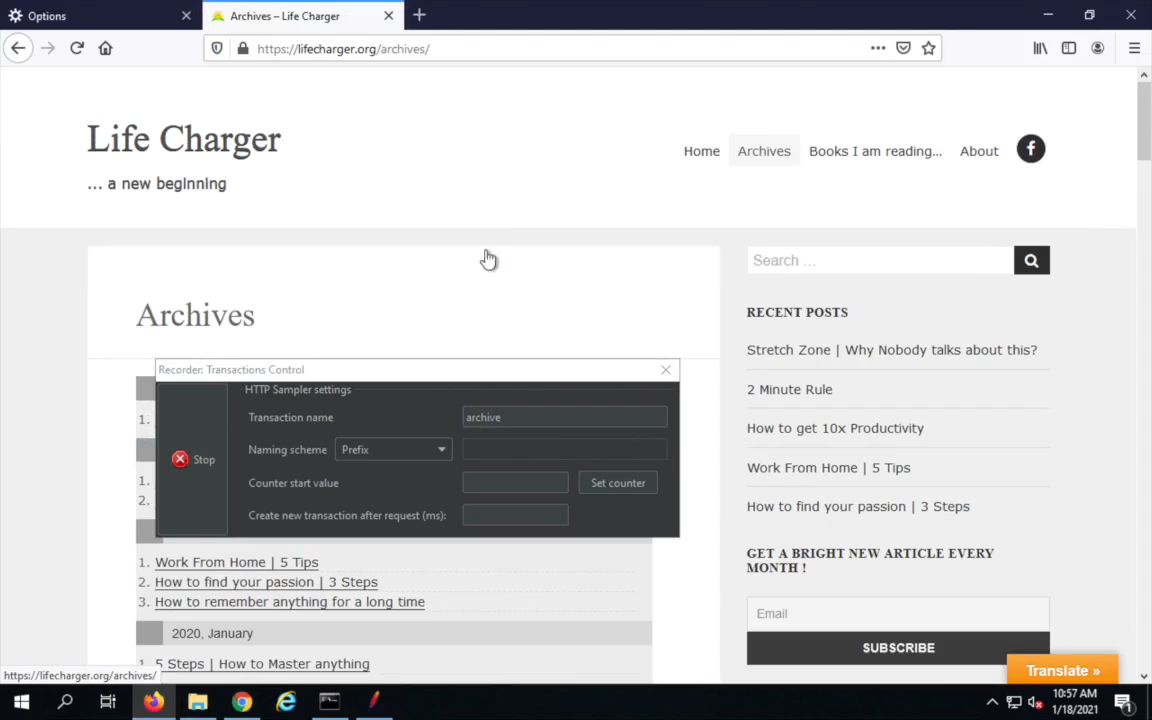 Options
Archives – Life Charger
https://lifecharger.org/archives/
Life Charger
... a new beginning
Home
Archives
Books I am reading...
About
Search ...
Archives
RECENT POSTS
Stretch Zone | Why Nobody talks about this?
2 Minute Rule
How to get 10x Productivity
Work From Home | 5 Tips
How to find your passion | 3 Steps
Recorder: Transactions Control
HTTP Sampler settings
Transaction name
archive
Naming scheme
Prefix
Counter start value
Set counter
Create new transaction after request (ms):
Stop
1.
1.
2.
1. Work From Home | 5 Tips
2. How to find your passion | 3 Steps
3. How to remember anything for a long time
2020, January
1. 5 Steps | How to Master anything
GET A BRIGHT NEW ARTICLE EVERY
MONTH !
Email
SUBSCRIBE
Translate »
https://lifecharger.org/archives/
10:57 AM
1/18/2021
1